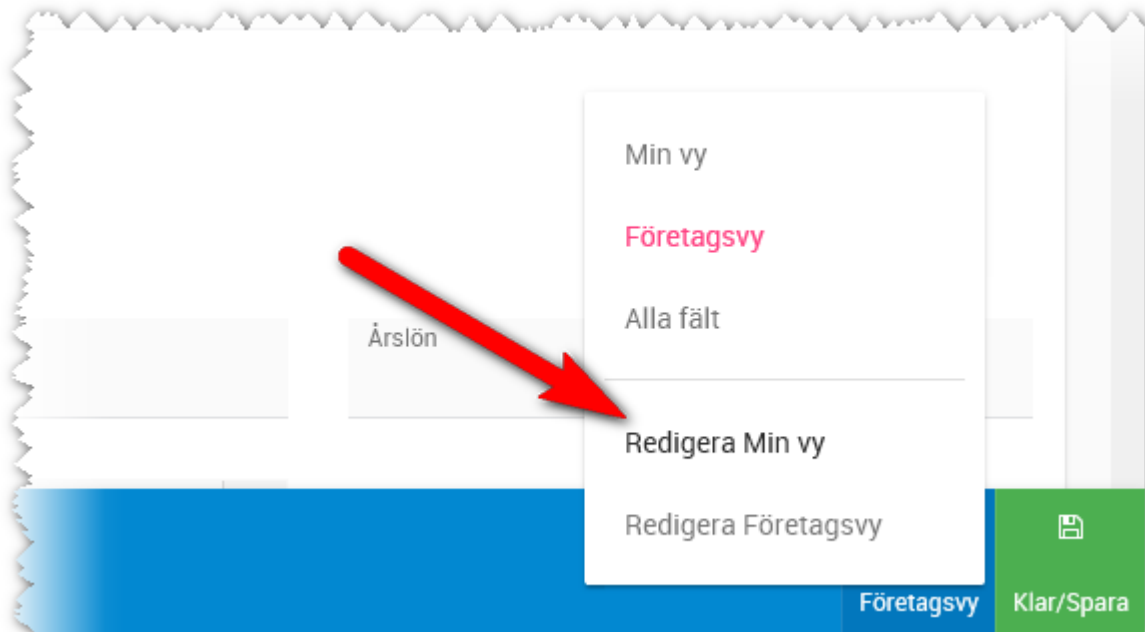 Min vy
Företagsvy
Alla fält
Årslön
Redigera Min vy
Redigera Företagsvy
Företagsvy
Klar/Spara